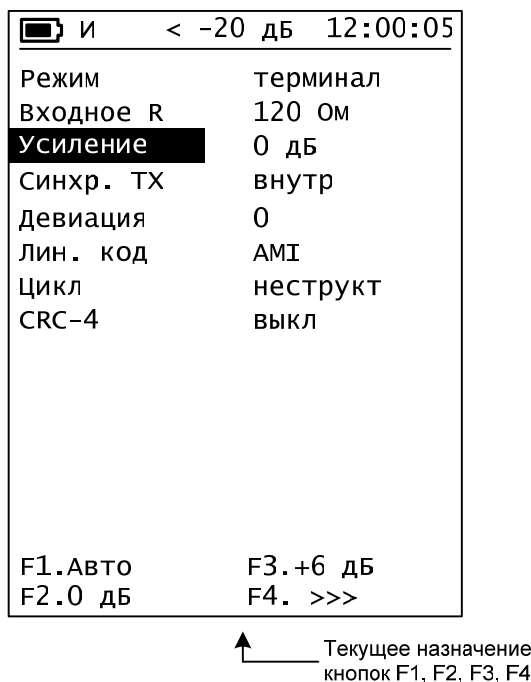 И < -20 дБ 12:00:05
Режим терминал
Входное R 120 Ом
Усиление 0 дБ
Синхр. TX внутр
Девиация 0
Лин. код AMI
Цикл неструкт
CRC-4 выкл
F1.Авто F3.+6 дБ
F2.0 дБ F4. >>>
Текущее назначение
кнопок F1, F2, F3, F4